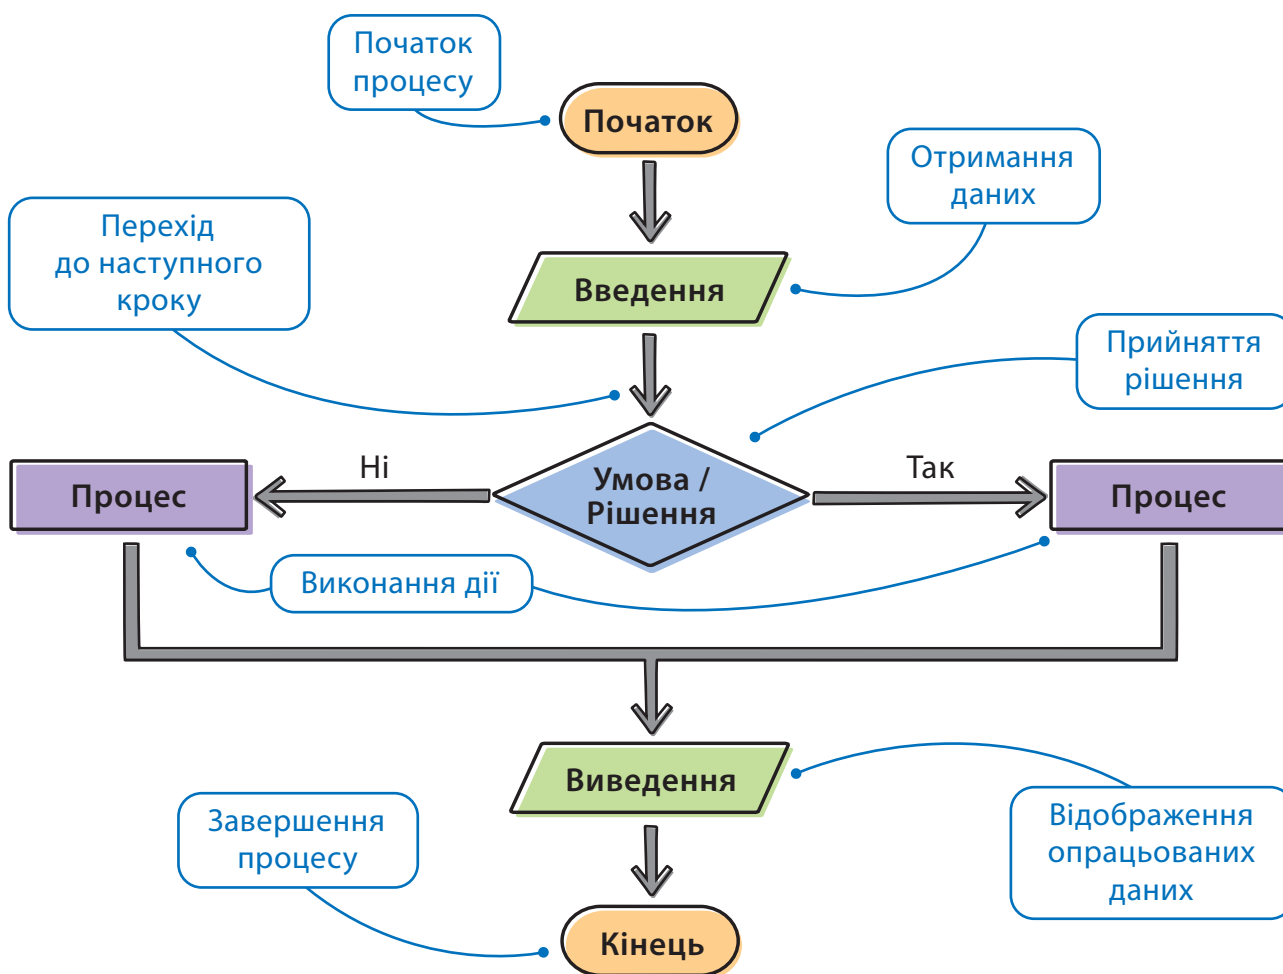 Початок
процесу
Початок
Отримання
даних
Перехід
до наступного
кроку
Введення
Прийняття
рішення
Ні
Так
Умова /
Рішення
Процес
Процес
Виконання дії
Виведення
Завершення
процесу
Відображення
опрацьованих
даних
Кінець